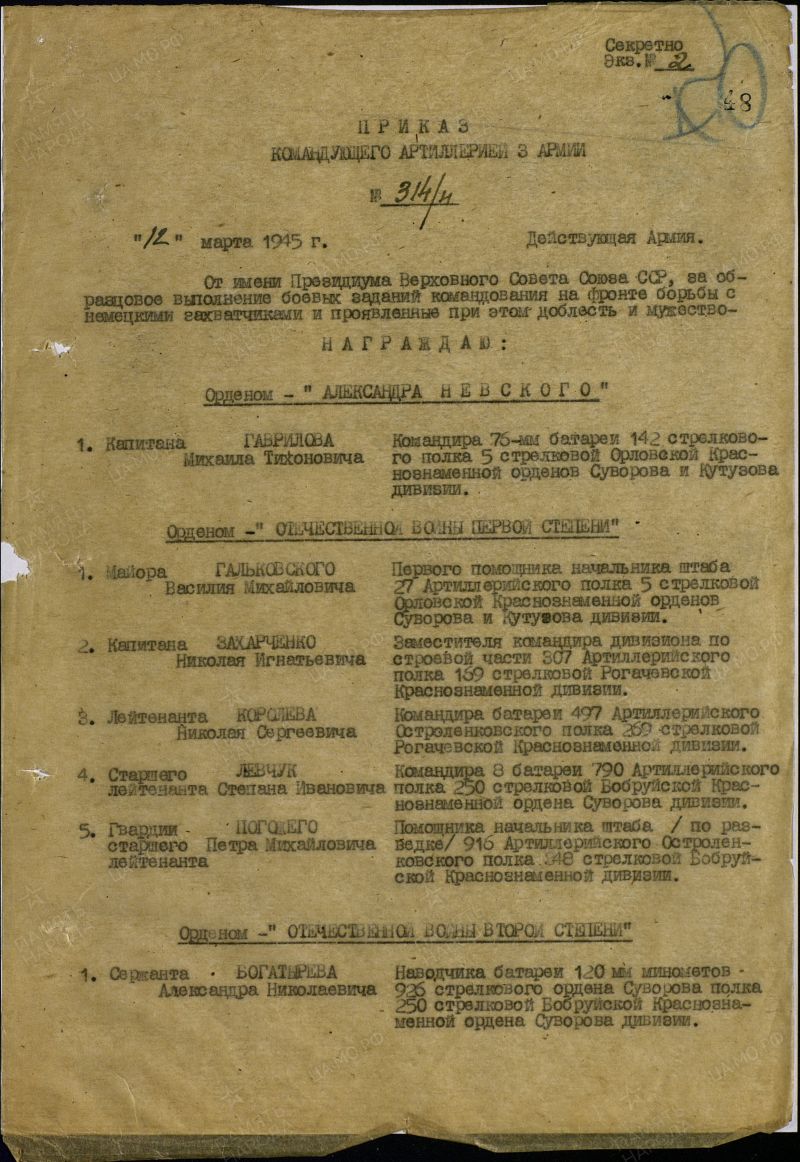 Секретно
Экз.№ 2
48
ПРИКАЗ
КОМАНДУЮЩЕГО АРТИЛЛЕРИЕЙ 3 АРМИИ
№ 314/н
"12" марта 1945 г. Действующая Армия.
От имени Президиума Верховного Совета Союза ССР, за об-
разцовое выполнение боевых заданий командования на фронте борьбы с
немецкими захватчиками и проявленные при этом доблесть и мужество-
НАГРАЖДАЮ:
Орденом - " АЛЕКСАНДРА НЕВСКОГО"
1. Капитана ГАВРИЛОВА Командира 76-мм батареи 142 стрелково-
Михаила Тихоновича го полка 5 стрелковой Орловской Крас-
нознаменной орденов Суворова и Кутузова
дивизии.
Орденом -" ОТЕЧЕСТВЕННОЙ ВОЙНЫ ПЕРВОЙ СТЕПЕНИ"
1. Майора ГАЛЬКОВСКОГО Первого помощника начальника штаба
Василия Михайловича 27 Артиллерийского полка 5 стрелковой
Орловской Краснознаменной орденов
Суворова и Кутузова дивизии.
2. Капитана ЗАХАРЧЕНКО Заместителя командира дивизиона по
Николая Игнатьевича строевой части 307 Артиллерийского
полка 169 стрелковой Рогачевской
Краснознаменной дивизии.
3. Лейтенанта КОРОЛЕВА Командира батареи 497 Артиллерийского
Николая Сергеевича Остроленковского полка 269 стрелковой
Рогачевской Краснознаменной дивизии.
4. Старшего ЛЕВЧУК Командира 8 батареи 790 Артиллерийского
лейтенанта Степана Ивановича полка 250 стрелковой Бобруйской Крас-
нознаменной ордена Суворова дивизии.
5. Гвардии ПОГОДЕГО Помощника начальника штаба / по раз-
старшего Петра Михайловича ведке/ 916 Артиллерийского Остролен-
лейтенанта ковского полка 348 стрелковой Бобруй-
ской Краснознаменной дивизии.
Орденом -" ОТЕЧЕСТВЕННОЙ ВОЙНЫ ВТОРОЙ СТЕПЕНИ"
1. Сержанта БОГАТЫРЕВА Наводчика батареи 120 мм минометов
Александра Николаевича 926 стрелкового ордена Суворова полка
250 стрелковой Бобруйской Краснозна-
менной ордена Суворова дивизии.